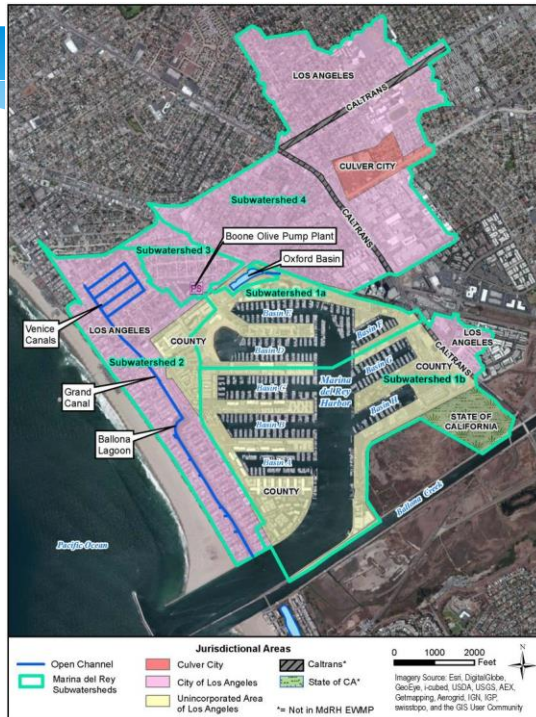 LOS ANGELES
CALTRANS
CULVER CITY
Subwatershed 4
CALTRANS
Boone Olive Pump Plant
Subwatershed 3
Oxford Basin
PS
Subwatershed 1a
Basin E
Venice
Canals
LOS ANGELES
COUNTY
Basin F
LOS
ANGELES
Basin D
Basin G
CALTRANS
Subwatershed 2
COUNTY
Grand
Canal
Basin C
Marina
del Rey
Harbor
Subwatershed 1b
Basin B
Basin H
STATE OF
CALIFORNIA
Ballona
Lagoon
Basin A
COUNTY
Ballona Creek
Pacific Ocean
Jurisdictional Areas
Open Channel
Marina del Rey
Subwatersheds
Culver City
City of Los Angeles
Unincorporated Area
of Los Angeles
Caltrans*
State of CA*
*= Not in MdRH EWMP
0 1000 2000
Feet
N
Imagery Source: Esri, DigitalGlobe,
GeoEye, i-cubed, USDA, USGS, AEX,
Getmapping, Aerogrid, IGN, IGP,
swisstopo, and the GIS User Community